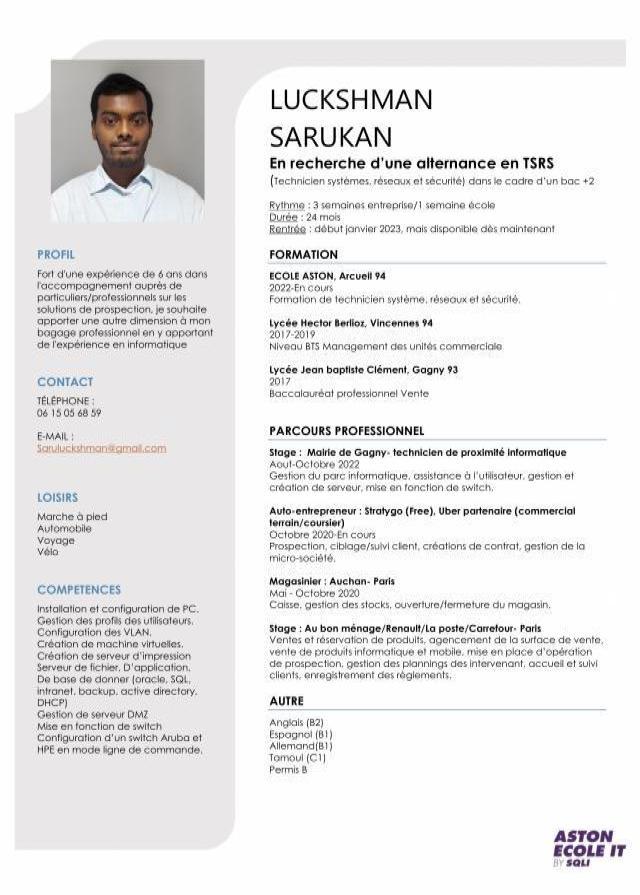 LUCKSHMAN
SARUKAN
En recherche d'une alternance en TSRS
(Technicien systèmes, réseaux et sécurité) dans le cadre d'un bac +2
Rythme : 3 semaines entreprise/1 semaine école
Durée : 24 mois
Rentrée : début janvier 2023, mais disponible dès maintenant
PROFIL
Fort d'une expérience de 6 ans dans
l'accompagnement auprès de
particuliers/professionnels sur les
solutions de prospection, je souhaite
apporter une autre dimension à mon
bagage professionnel en y apportant
de l'expérience en informatique
CONTACT
TÉLÉPHONE :
06 15 05 68 59
E-MAIL :
Saruluckshman@gmail.com
LOISIRS
Marche à pied
Automobile
Voyage
Vélo
COMPETENCES
Installation et configuration de PC.
Gestion des profils des utilisateurs.
Configuration des VLAN.
Création de machine virtuelles.
Création de serveur d'impression
Serveur de fichier, D'application,
De base de donner (oracle, SQL,
intranet, backup, active directory,
DHCP)
Gestion de serveur DMZ
Mise en fonction de switch
Configuration d'un switch Aruba et
HPE en mode ligne de commande.
FORMATION
ECOLE ASTON, Arcueil 94
2022-En cours
Formation de technicien système, réseaux et sécurité.
Lycée Hector Berlioz, Vincennes 94
2017-2019
Niveau BTS Management des unités commerciale
Lycée Jean baptiste Clément, Gagny 93
2017
Baccalauréat professionnel Vente
PARCOURS PROFESSIONNEL
Stage : Mairie de Gagny- technicien de proximité informatique
Aout-Octobre 2022
Gestion du parc informatique, assistance à l'utilisateur, gestion et
création de serveur, mise en fonction de switch.
Auto-entrepreneur : Stratygo (Free), Uber partenaire (commercial
terrain/coursier)
Octobre 2020-En cours
Prospection, ciblage/suivi client, créations de contrat, gestion de la
micro-société.
Magasinier : Auchan- Paris
Mai - Octobre 2020
Caisse, gestion des stocks, ouverture/fermeture du magasin.
Stage : Au bon ménage/Renault/La poste/Carrefour- Paris
Ventes et réservation de produits, agencement de la surface de vente,
vente de produits informatique et mobile, mise en place d'opération
de prospection, gestion des plannings des intervenant, accueil et suivi
clients, enregistrement des règlements.
AUTRE
Anglais (B2)
Espagnol (B1)
Allemand(B1)
Tamoul (C1)
Permis B
ASTON
ECOLE IT
BY SQLI